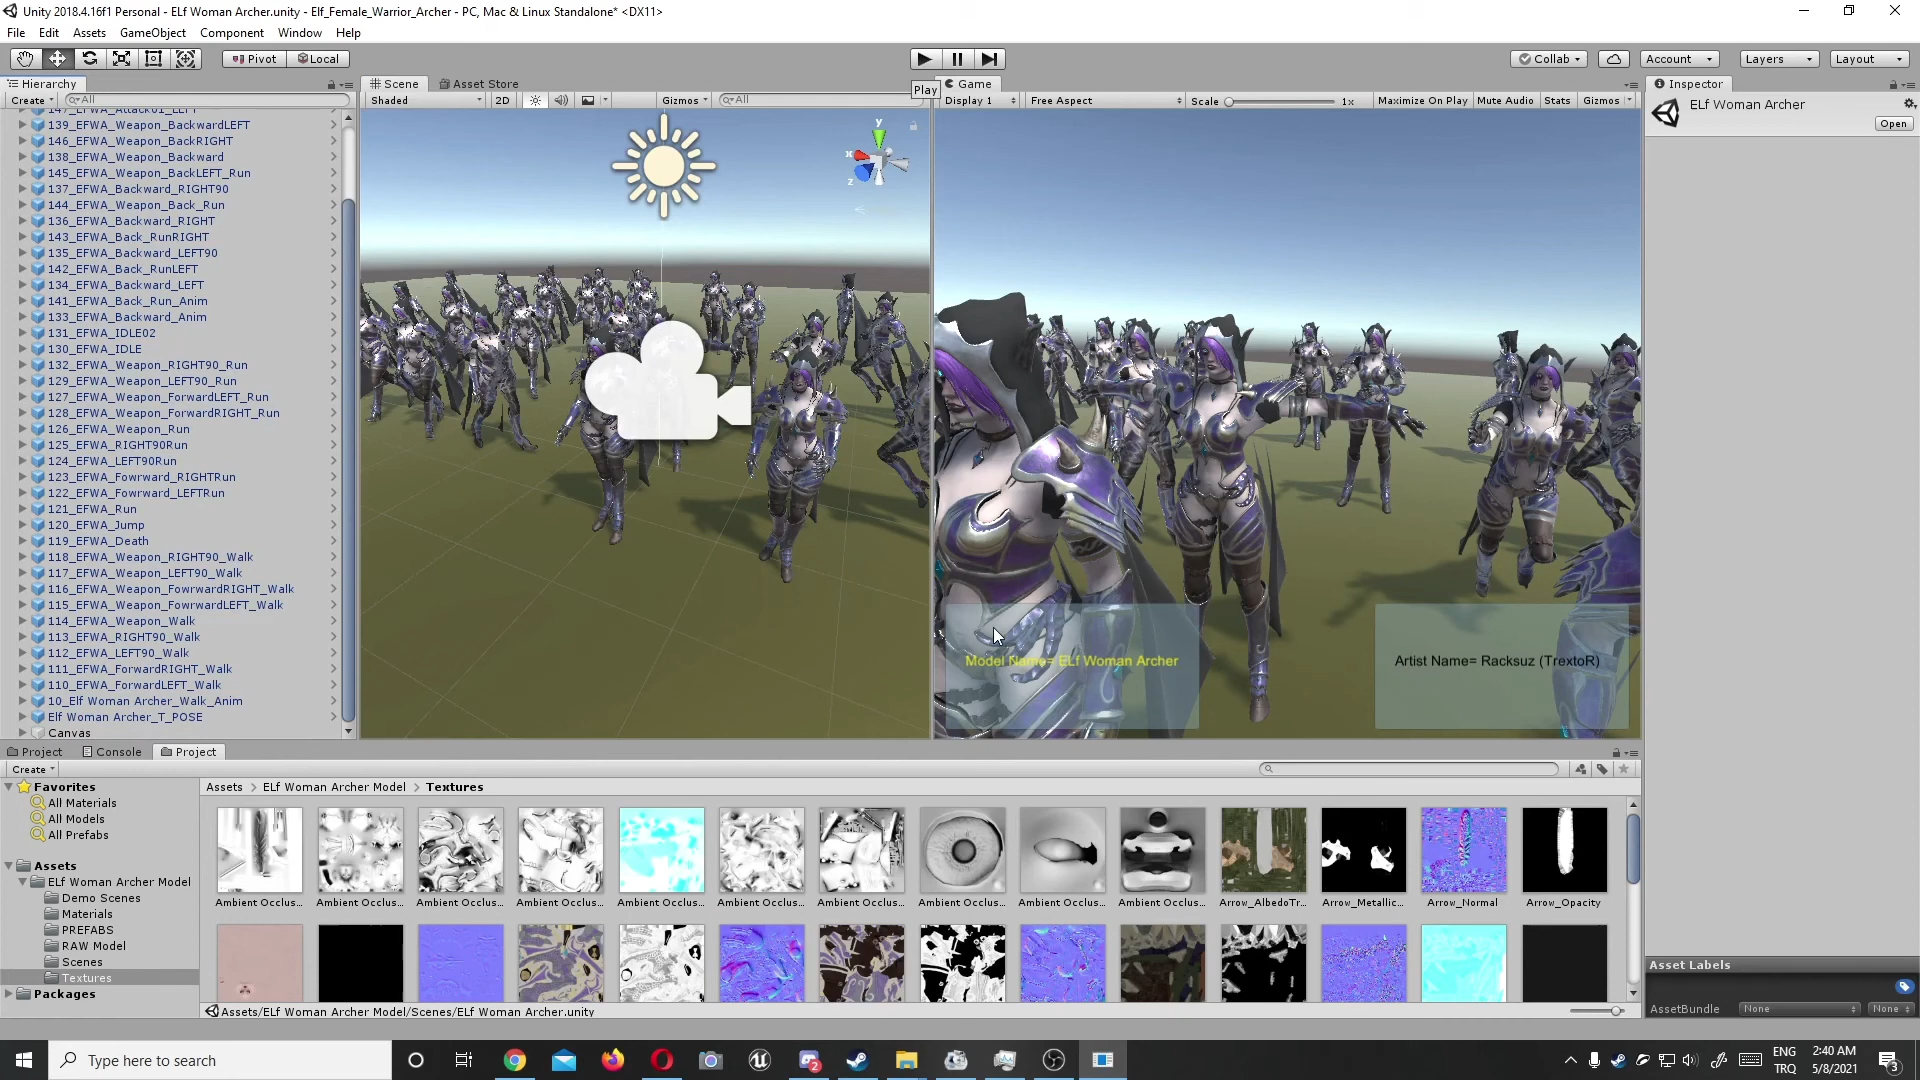 Unity 2018.4.16f1 Personal - ELf Woman Archer.unity - Elf_Female_Warrior_Archer - PC, Mac & Linux Standalone* <DX11>
File Edit Assets GameObject Component Window Help
Pivot Local Collab Account Layers Layout
Hierarchy Scene Asset Store Play Game Inspector
Create All Shaded 2D Gizmos All Display 1 Free Aspect Scale 1x Maximize On Play Mute Audio Stats Gizmos
ELf Woman Archer
Open
147_EFWA_Attack01_LEFT
139_EFWA_Weapon_BackwardLEFT
146_EFWA_Weapon_BackRIGHT
138_EFWA_Weapon_Backward
145_EFWA_Weapon_BackLEFT_Run
137_EFWA_Backward_RIGHT90
144_EFWA_Weapon_Back_Run
136_EFWA_Backward_RIGHT
143_EFWA_Back_RunRIGHT
135_EFWA_Backward_LEFT90
142_EFWA_Back_RunLEFT
134_EFWA_Backward_LEFT
141_EFWA_Back_Run_Anim
133_EFWA_Backward_Anim
131_EFWA_IDLE02
130_EFWA_IDLE
132_EFWA_Weapon_RIGHT90_Run
129_EFWA_Weapon_LEFT90_Run
127_EFWA_Weapon_ForwardLEFT_Run
128_EFWA_Weapon_ForwardRIGHT_Run
126_EFWA_Weapon_Run
125_EFWA_RIGHT90Run
124_EFWA_LEFT90Run
123_EFWA_Fowrward_RIGHTRun
122_EFWA_Fowrward_LEFTRun
121_EFWA_Run
120_EFWA_Jump
119_EFWA_Death
118_EFWA_Weapon_RIGHT90_Walk
117_EFWA_Weapon_LEFT90_Walk
116_EFWA_Weapon_FowrwardRIGHT_Walk
115_EFWA_Weapon_FowrwardLEFT_Walk
114_EFWA_Weapon_Walk
113_EFWA_RIGHT90_Walk
112_EFWA_LEFT90_Walk
111_EFWA_ForwardRIGHT_Walk
110_EFWA_ForwardLEFT_Walk
10_Elf Woman Archer_Walk_Anim
Elf Woman Archer_T_POSE
Canvas
y
x
z
Model Name= ELf Woman Archer
Artist Name= Racksuz (TrextoR)
Project Console Project
Create
Favorites
All Materials
All Models
All Prefabs
Assets
ELf Woman Archer Model
Demo Scenes
Materials
PREFABS
RAW Model
Scenes
Textures
Packages
Assets > ELf Woman Archer Model > Textures
Ambient Occlus... Ambient Occlus... Ambient Occlus... Ambient Occlus... Ambient Occlus... Ambient Occlus... Ambient Occlus... Ambient Occlus... Ambient Occlus... Ambient Occlus... Arrow_AlbedoTr... Arrow_Metallic... Arrow_Normal Arrow_Opacity
Assets/ELf Woman Archer Model/Scenes/ELf Woman Archer.unity
Asset Labels
AssetBundle None None
Type here to search
2
ENG
TRQ
2:40 AM
5/8/2021
3